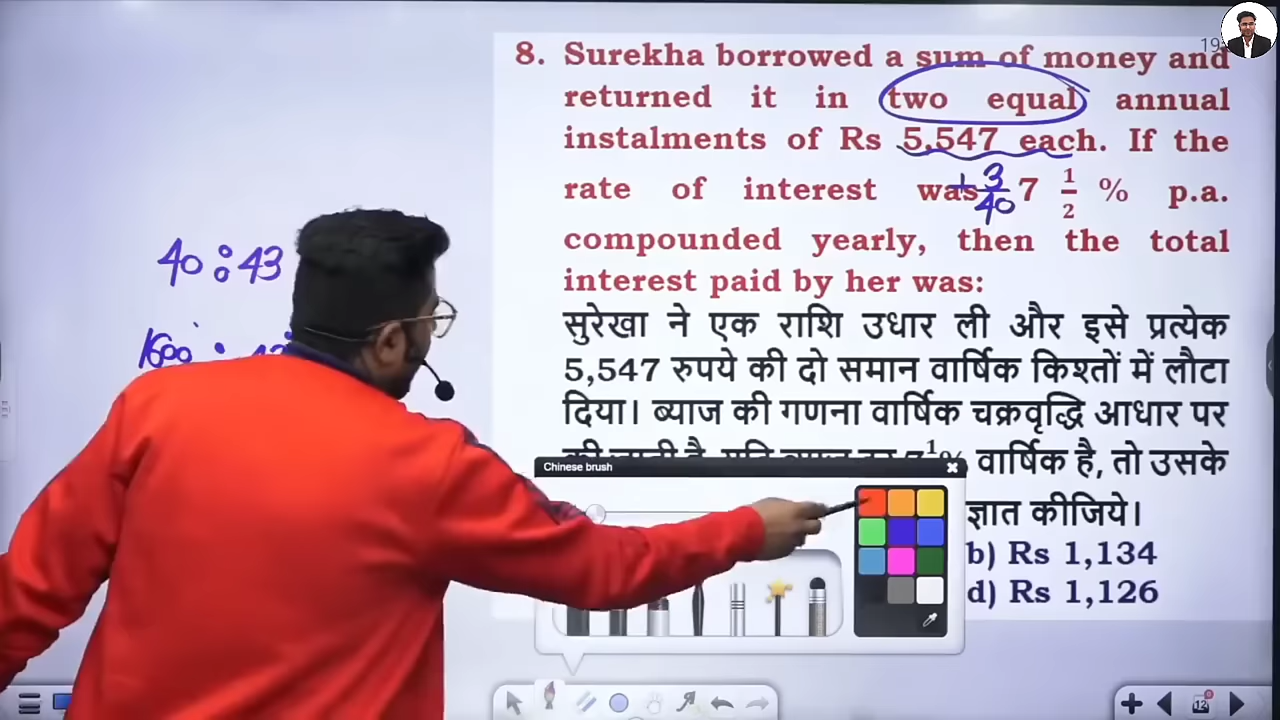 8. Surekha borrowed a sum of money and
returned it in two equal annual
instalments of Rs 5,547 each. If the
rate of interest was 7 1/2 % p.a.
+3/40
compounded yearly, then the total
interest paid by her was:
सुरेखा ने एक राशि उधार ली और इसे प्रत्येक
5,547 रुपये की दो समान वार्षिक किश्तों में लौटा
दिया। ब्याज की गणना वार्षिक चक्रवृद्धि आधार पर
वार्षिक है, तो उसके
ज्ञात कीजिये।
b) Rs 1,134
d) Rs 1,126
40 : 43
1600 :
Chinese brush
12